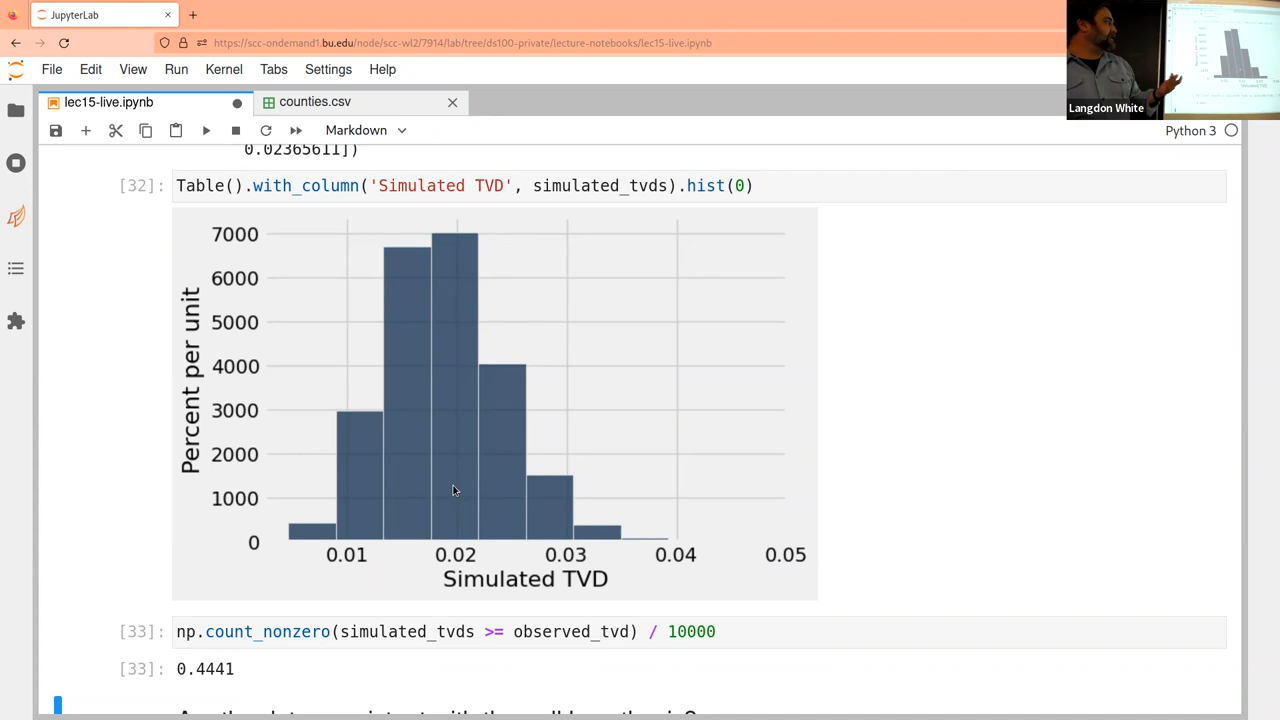 JupyterLab
https://scc-ondemand1.bu.edu/node/scc-wl2/7914/lab/tree/ds100-private/lecture-notebooks/lec15-live.ipynb
File Edit View Run Kernel Tabs Settings Help
lec15-live.ipynb
counties.csv
Markdown
Python 3
Langdon White
0.02365611])
[32]: Table().with_column('Simulated TVD', simulated_tvds).hist(0)
7000
6000
5000
4000
3000
2000
1000
0
Percent per unit
0.01 0.02 0.03 0.04 0.05
Simulated TVD
[33]: np.count_nonzero(simulated_tvds >= observed_tvd) / 10000
[33]: 0.4441